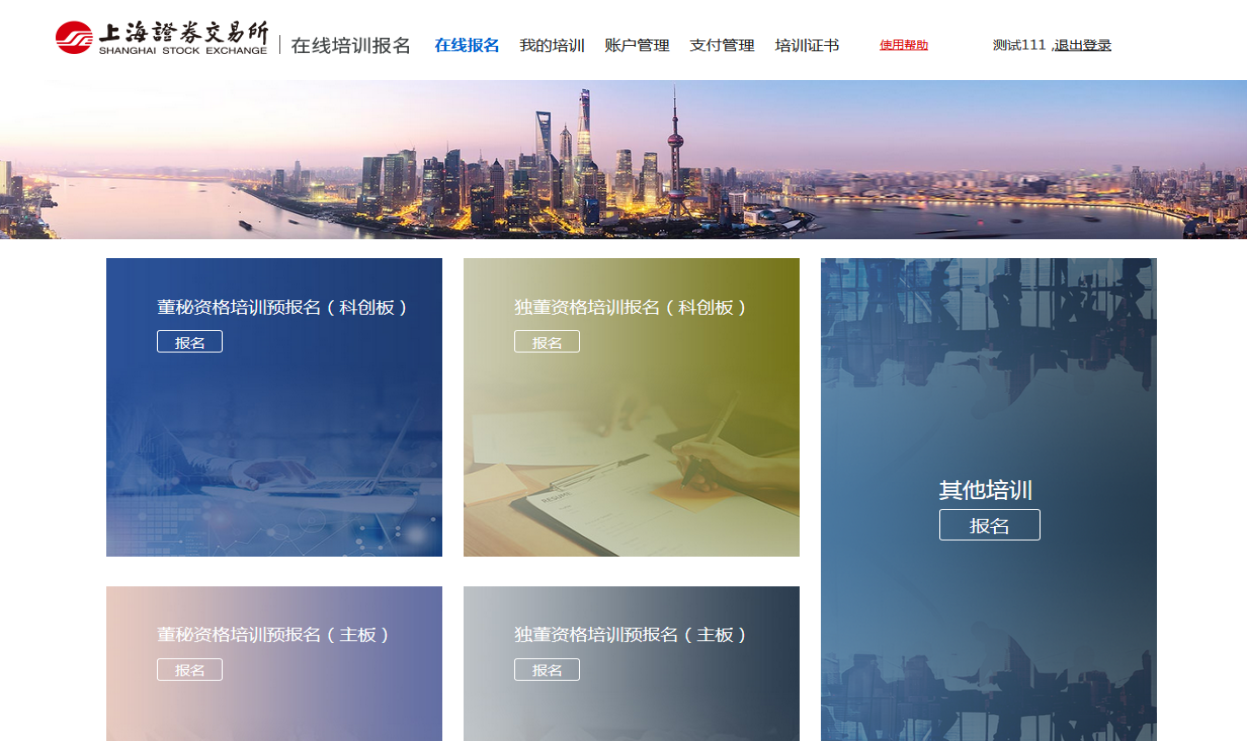 上海證券交易所
SHANGHAI STOCK EXCHANGE
在线培训报名
在线报名 我的培训 账户管理 支付管理 培训证书 使用帮助 测试111 ,退出登录
董秘资格培训预报名（科创板）
报名
独董资格培训报名（科创板）
报名
RESUME
其他培训
报名
董秘资格培训预报名（主板）
报名
独董资格培训预报名（主板）
报名